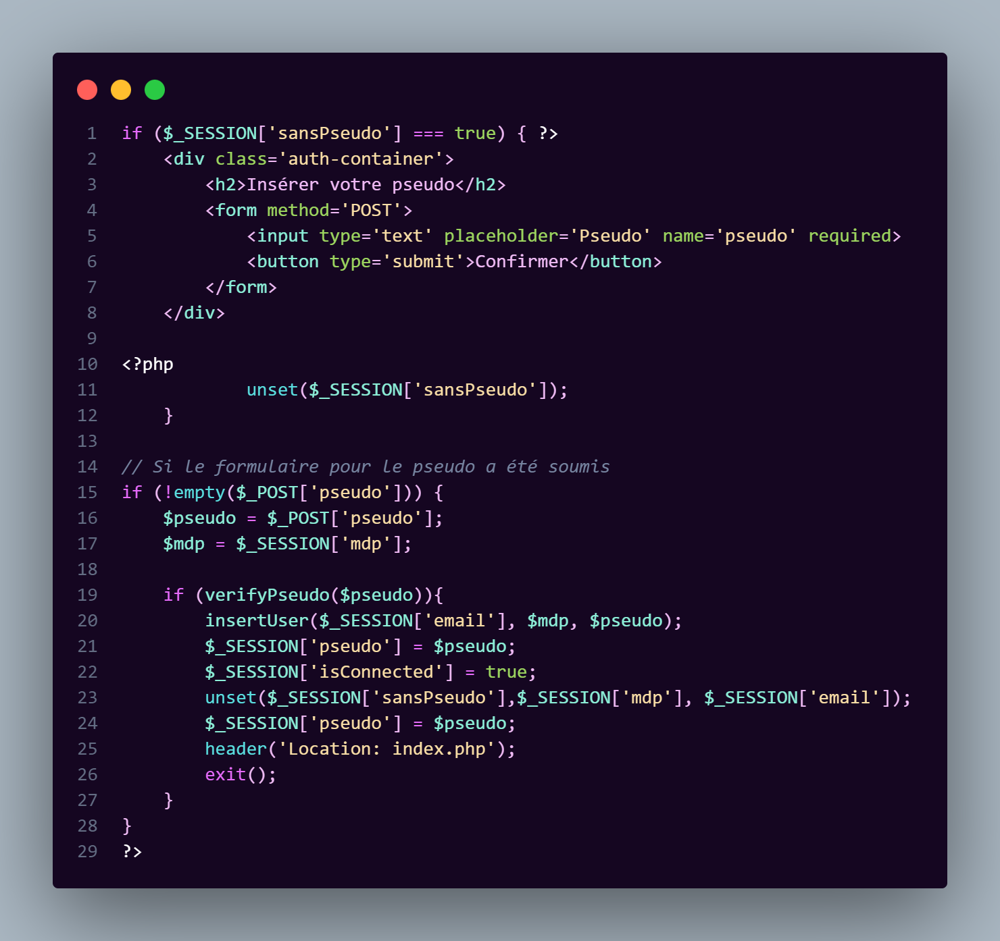 1 if ($_SESSION['sansPseudo'] === true) { ?>
2     <div class='auth-container'>
3         <h2>Insérer votre pseudo</h2>
4         <form method='POST'>
5             <input type='text' placeholder='Pseudo' name='pseudo' required>
6             <button type='submit'>Confirmer</button>
7         </form>
8     </div>
9
10 <?php
11             unset($_SESSION['sansPseudo']);
12     }
13
14 // Si le formulaire pour le pseudo a été soumis
15 if (!empty($_POST['pseudo'])) {
16     $pseudo = $_POST['pseudo'];
17     $mdp = $_SESSION['mdp'];
18
19     if (verifyPseudo($pseudo)){
20         insertUser($_SESSION['email'], $mdp, $pseudo);
21         $_SESSION['pseudo'] = $pseudo;
22         $_SESSION['isConnected'] = true;
23         unset($_SESSION['sansPseudo'],$_SESSION['mdp'], $_SESSION['email']);
24         $_SESSION['pseudo'] = $pseudo;
25         header('Location: index.php');
26         exit();
27     }
28 }
29 ?>